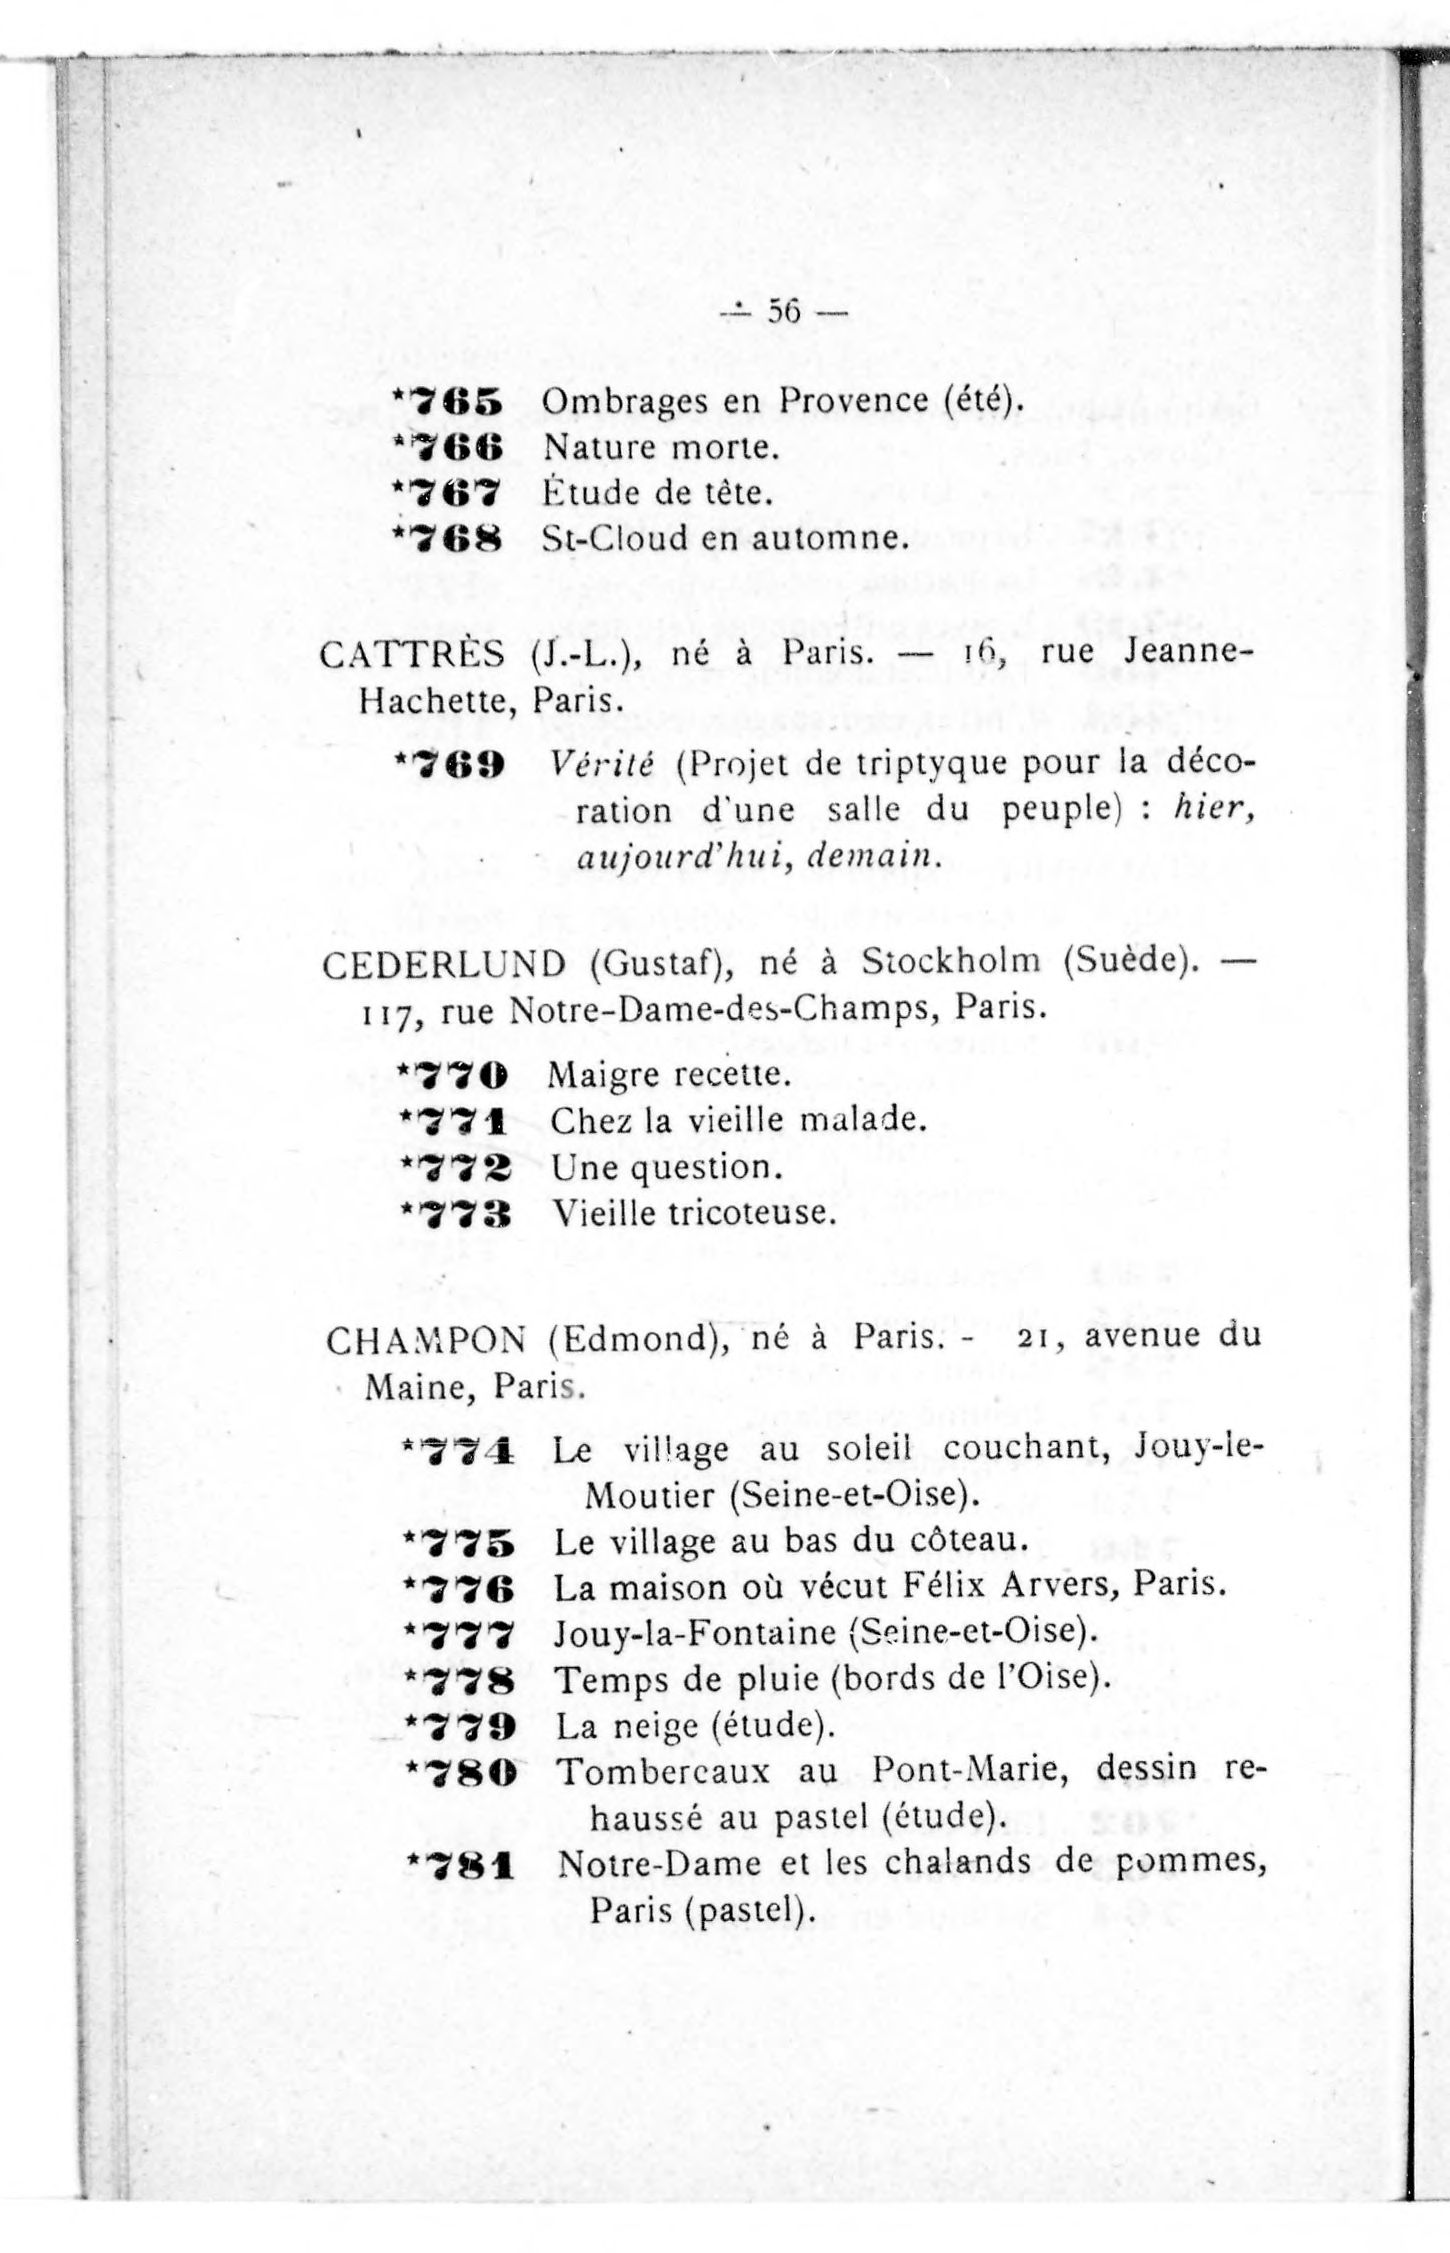 — 56 —
*765 Ombrages en Provence (été).
*766 Nature morte.
*767 Étude de tête.
*768 St-Cloud en automne.
CATTRÈS (J.-L.), né à Paris. — 16, rue Jeanne-
Hachette, Paris.
*769 Vérité (Projet de triptyque pour la déco-
ration d'une salle du peuple) : hier,
aujourd'hui, demain.
CEDERLUND (Gustaf), né à Stockholm (Suède). —
117, rue Notre-Dame-des-Champs, Paris.
*770 Maigre recette.
*771 Chez la vieille malade.
*772 Une question.
*773 Vieille tricoteuse.
CHAMPON (Edmond), né à Paris. - 21, avenue du
Maine, Paris.
*774 Le village au soleil couchant, Jouy-le-
Moutier (Seine-et-Oise).
*775 Le village au bas du côteau.
*776 La maison où vécut Félix Arvers, Paris.
*777 Jouy-la-Fontaine (Seine-et-Oise).
*778 Temps de pluie (bords de l'Oise).
*779 La neige (étude).
*780 Tombereaux au Pont-Marie, dessin re-
haussé au pastel (étude).
*781 Notre-Dame et les chalands de pommes,
Paris (pastel).